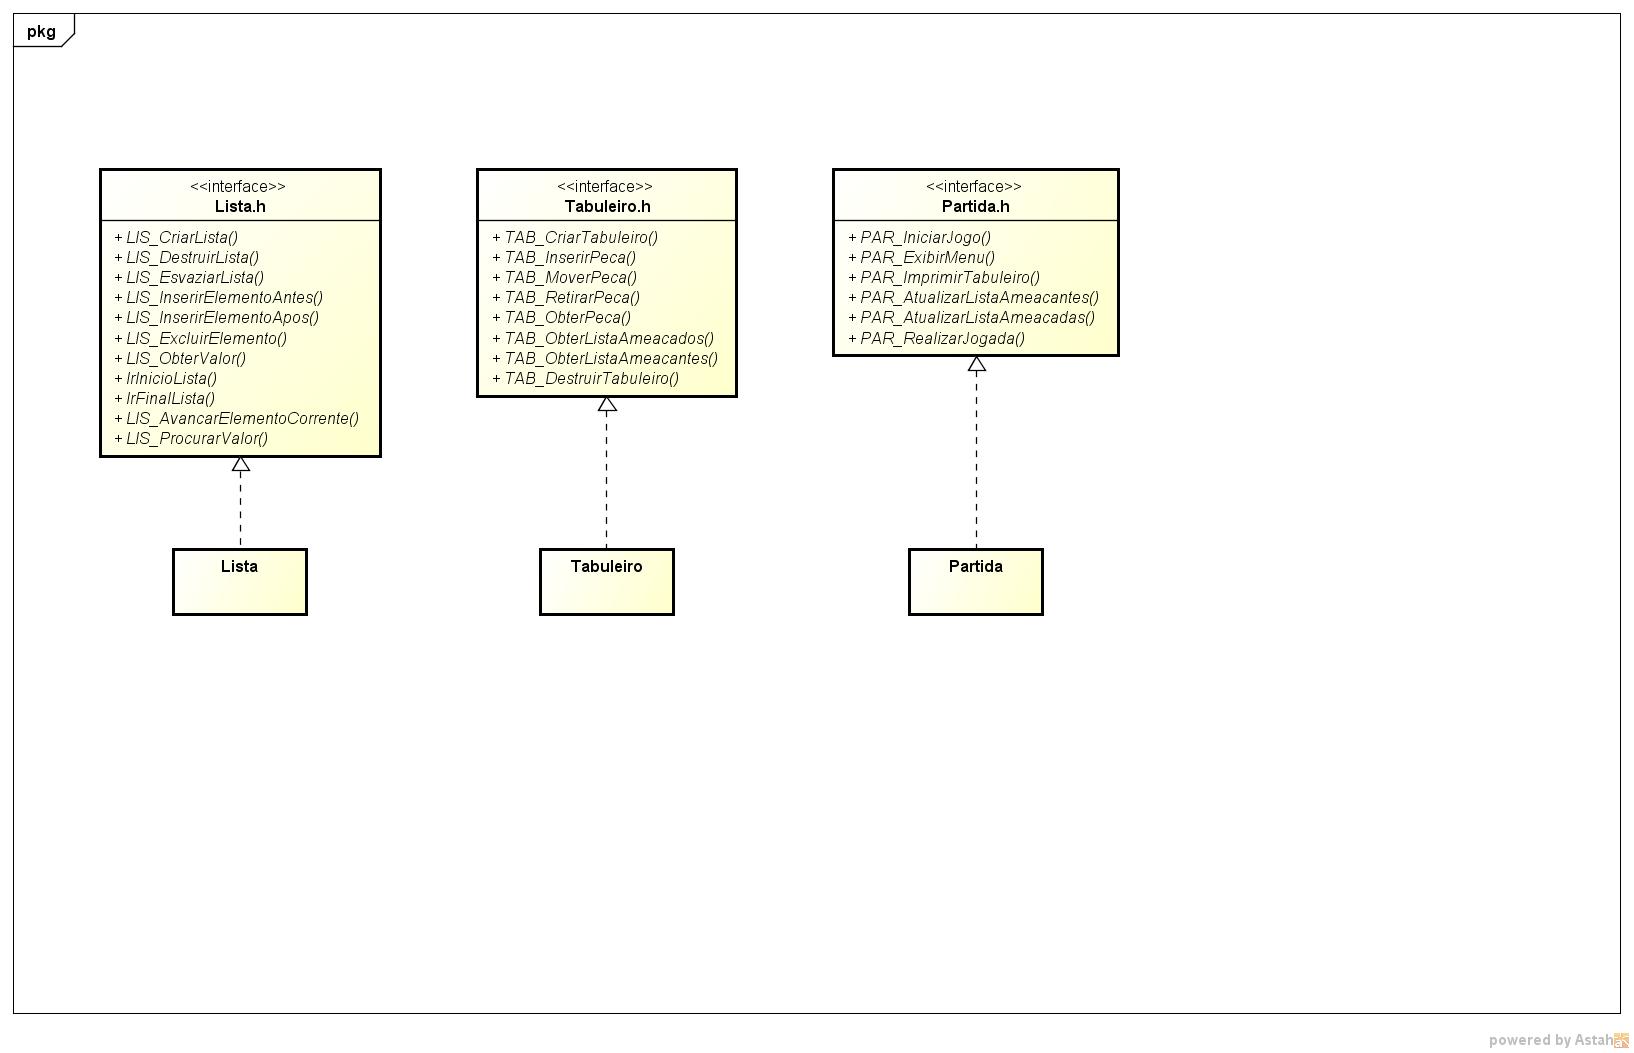 pkg
<<interface>>
Lista.h
+ LIS_CriarLista()
+ LIS_DestruirLista()
+ LIS_EsvaziarLista()
+ LIS_InserirElementoAntes()
+ LIS_InserirElementoApos()
+ LIS_ExcluirElemento()
+ LIS_ObterValor()
+ IrInicioLista()
+ IrFinalLista()
+ LIS_AvancarElementoCorrente()
+ LIS_ProcurarValor()
<<interface>>
Tabuleiro.h
+ TAB_CriarTabuleiro()
+ TAB_InserirPeca()
+ TAB_MoverPeca()
+ TAB_RetirarPeca()
+ TAB_ObterPeca()
+ TAB_ObterListaAmeacados()
+ TAB_ObterListaAmeacantes()
+ TAB_DestruirTabuleiro()
<<interface>>
Partida.h
+ PAR_IniciarJogo()
+ PAR_ExibirMenu()
+ PAR_ImprimirTabuleiro()
+ PAR_AtualizarListaAmeacantes()
+ PAR_AtualizarListaAmeacadas()
+ PAR_RealizarJogada()
Lista
Tabuleiro
Partida
powered by Astah